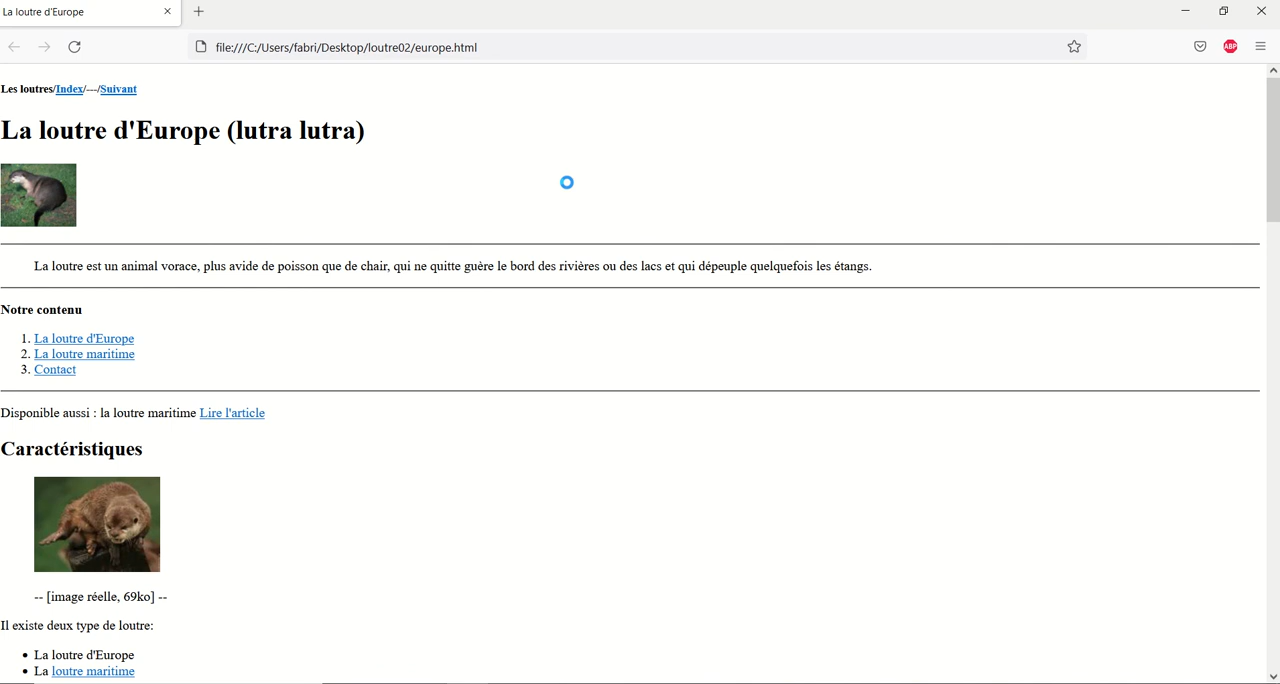 La loutre d'Europe
file:///C:/Users/fabri/Desktop/loutre02/europe.html
ABP
Les loutres/Index/---/Suivant
La loutre d'Europe (lutra lutra)
La loutre est un animal vorace, plus avide de poisson que de chair, qui ne quitte guère le bord des rivières ou des lacs et qui dépeuple quelquefois les étangs.
Notre contenu
1. La loutre d'Europe
2. La loutre maritime
3. Contact
Disponible aussi : la loutre maritime Lire l'article
Caractéristiques
-- [image réelle, 69ko] --
Il existe deux type de loutre:
• La loutre d'Europe
• La loutre maritime